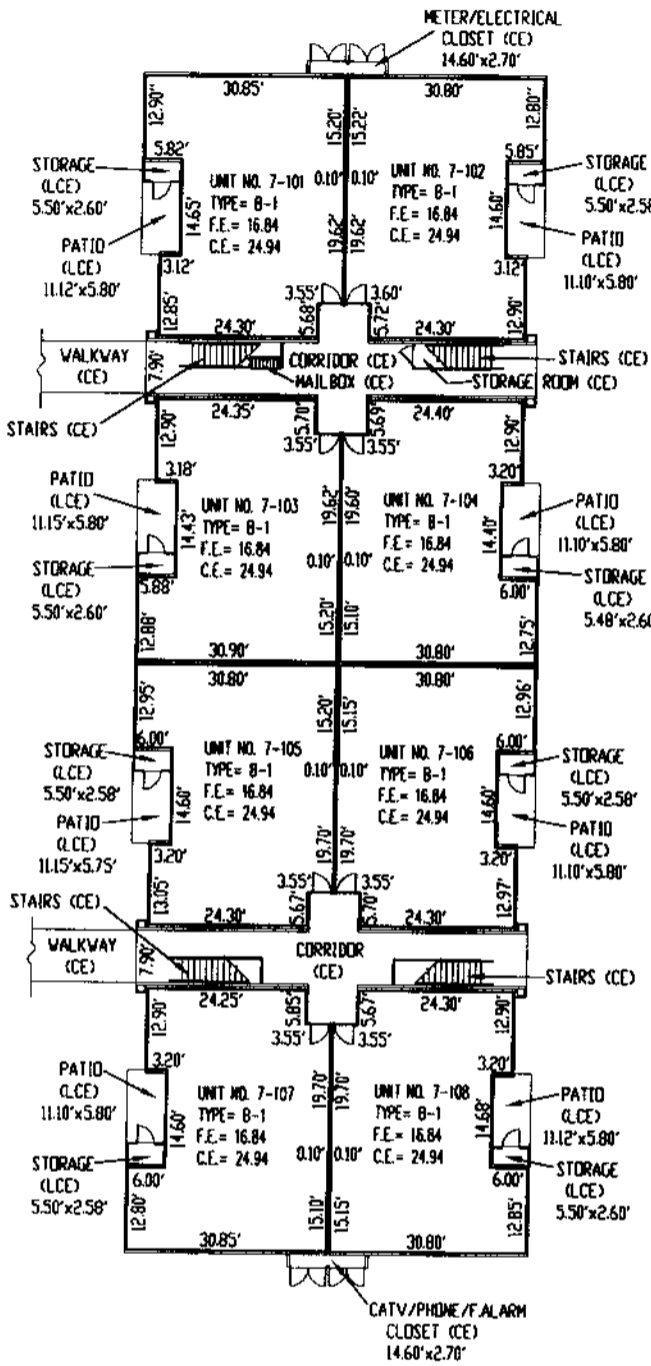 METER/ELECTRICAL
CLOSET (CE)
14.60'x2.70'
30.85'
30.80'
12.90''
15.20'
15.22'
12.80''
5.82'
5.85'
STORAGE
(LCE)
5.50'x2.60'
UNIT NO. 7-101
TYPE= B-1
F.E.= 16.84
C.E.= 24.94
0.10'
0.10'
UNIT NO. 7-102
TYPE= B-1
F.E.= 16.84
C.E.= 24.94
STORAGE
(LCE)
5.50'x2.58
14.65'
19.62'
19.62'
14.60'
PATIO
(LCE)
11.12'x5.80'
PATIO
(LCE)
11.10'x5.80'
3.12'
3.12'
12.85'
3.55'
3.60'
12.90'
24.30'
5.68'
5.72'
24.30'
WALKWAY
(CE)
7.90'
CORRIDOR (CE)
MAILBOX (CE)
STAIRS (CE)
STORAGE ROOM (CE)
STAIRS (CE)
24.35'
5.70'
5.69'
24.40'
12.90'
3.55'
3.55'
12.90'
3.18'
3.20'
PATIO
(LCE)
11.15'x5.80'
UNIT NO. 7-103
TYPE= B-1
F.E.= 16.84
C.E.= 24.94
14.43'
19.62'
19.60'
UNIT NO. 7-104
TYPE= B-1
F.E.= 16.84
C.E.= 24.94
14.40'
PATIO
(LCE)
11.10'x5.80'
0.10'
0.10'
STORAGE
(LCE)
5.50'x2.60'
STORAGE
(LCE)
5.48'x2.60
5.88'
6.00'
12.88'
15.20'
15.10'
12.75'
30.90'
30.80'
30.80'
30.80'
12.95'
15.20'
15.15'
12.96'
6.00'
6.00'
STORAGE
(LCE)
5.50'x2.58'
UNIT NO. 7-105
TYPE= B-1
F.E.= 16.84
C.E.= 24.94
0.10'
0.10'
UNIT NO. 7-106
TYPE= B-1
F.E.= 16.84
C.E.= 24.94
STORAGE
(LCE)
5.50'x2.58'
14.60'
14.60'
PATIO
(LCE)
11.15'x5.75'
PATIO
(LCE)
11.10'x5.80'
19.70'
19.70'
3.20'
3.20'
13.05'
3.55'
3.55'
12.97'
STAIRS (CE)
24.30'
5.67'
5.70'
24.30'
WALKWAY
(CE)
7.90'
CORRIDOR
(CE)
STAIRS (CE)
24.25'
5.85'
5.67'
24.30'
12.90'
3.55'
3.55'
12.90'
3.20'
3.20'
PATIO
(LCE)
11.10'x5.80'
UNIT NO. 7-107
TYPE= B-1
F.E.= 16.84
C.E.= 24.94
14.60'
19.70'
19.70'
UNIT NO. 7-108
TYPE= B-1
F.E.= 16.84
C.E.= 24.94
14.68'
PATIO
(LCE)
11.12'x5.80'
0.10'
0.10'
STORAGE
(LCE)
5.50'x2.58'
STORAGE
(LCE)
5.50'x2.60'
6.00'
6.00'
12.80'
15.10'
15.15'
12.85'
30.85'
30.80'
CATV/PHONE/F.ALARM
CLOSET (CE)
14.60'x2.70'